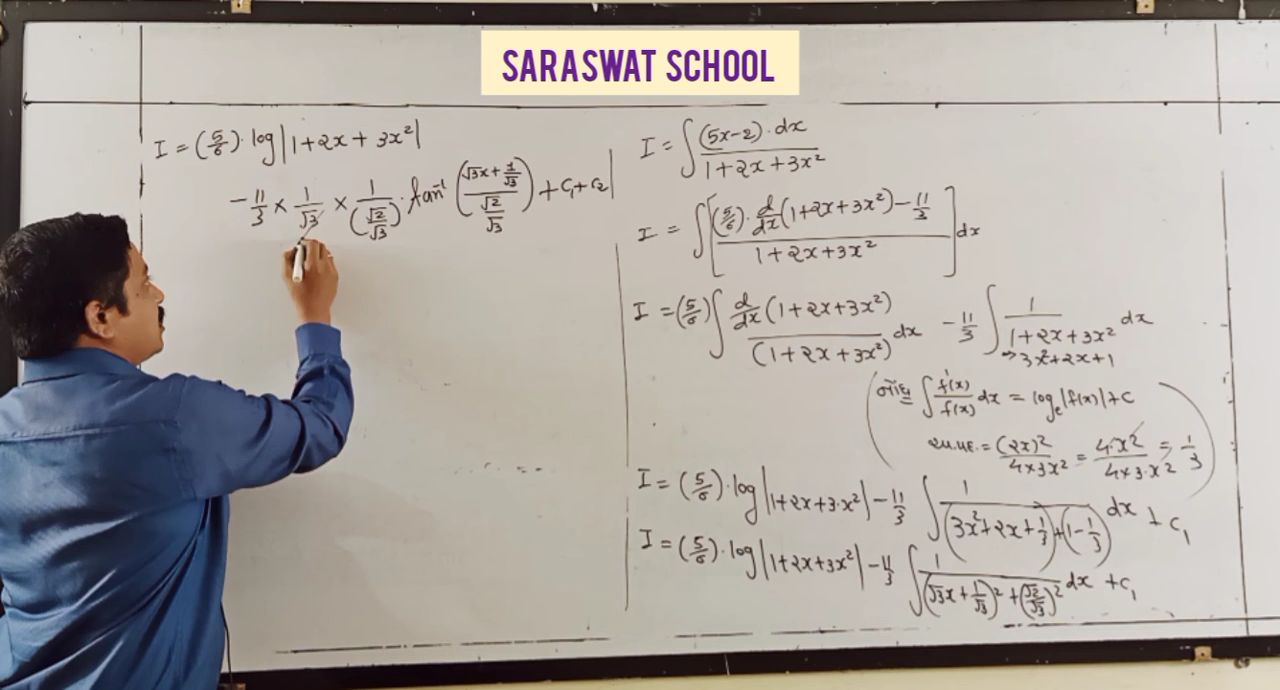 SARASWAT SCHOOL
I = ∫ (5x-2)·dx / 1+2x+3x²
I = ∫ [ (5/6)· d/dx (1+2x+3x²) - 11/3 / 1+2x+3x² ] dx
I = (5/6) ∫ d/dx (1+2x+3x²) / (1+2x+3x²) dx - 11/3 ∫ 1 / 1+2x+3x² dx
→ 3x²+2x+1
નોંધ ∫ f'(x)/f(x) dx = logₑ|f(x)|+c
= (2x)² / 4×3x² = 4·x² / 4×3·x² = 1/3
I = (5/6)·log|1+2x+3·x²| - 11/3 ∫ 1 / (3x²+2x+1/3)+(1-1/3) dx + c₁
I = (5/6)·log|1+2x+3x²| - 11/3 ∫ 1 / (√3x+1/√3)²+(√2/√3)² dx + c₁
I = (5/6)·log|1+2x+3x²|
- 11/3 × 1/√3 × 1/(√2/√3) · tan⁻¹ ( √3x+1/√3 / √2/√3 ) + c₁+c₂